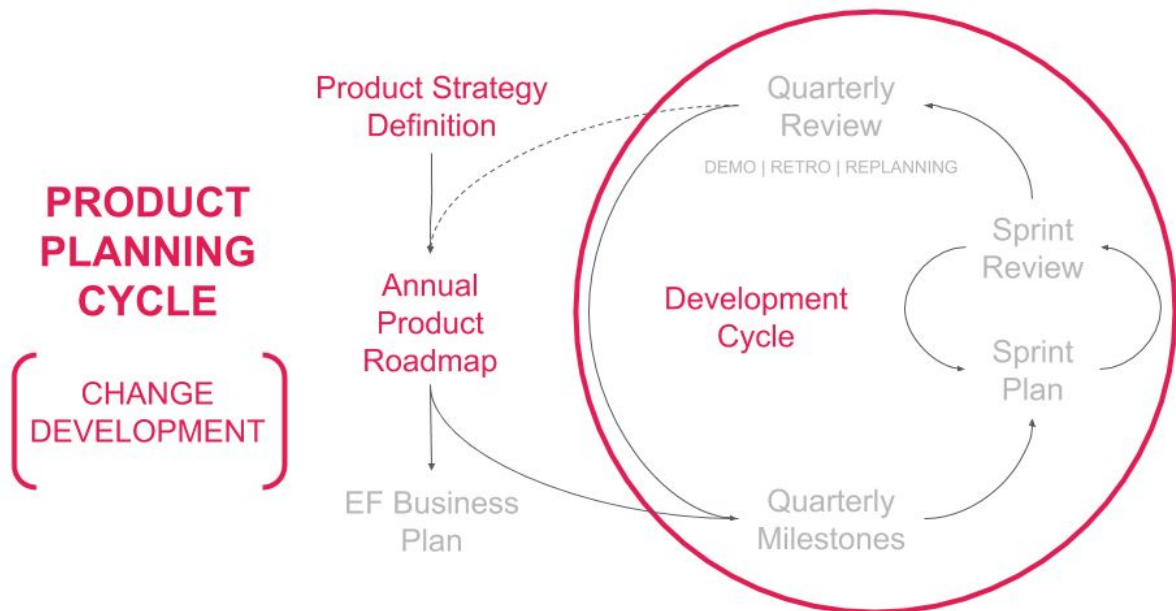 PRODUCT
PLANNING
CYCLE
CHANGE
DEVELOPMENT
Product Strategy
Definition
Annual
Product
Roadmap
EF Business
Plan
Quarterly
Review
DEMO | RETRO | REPLANNING
Sprint
Review
Development
Cycle
Sprint
Plan
Quarterly
Milestones